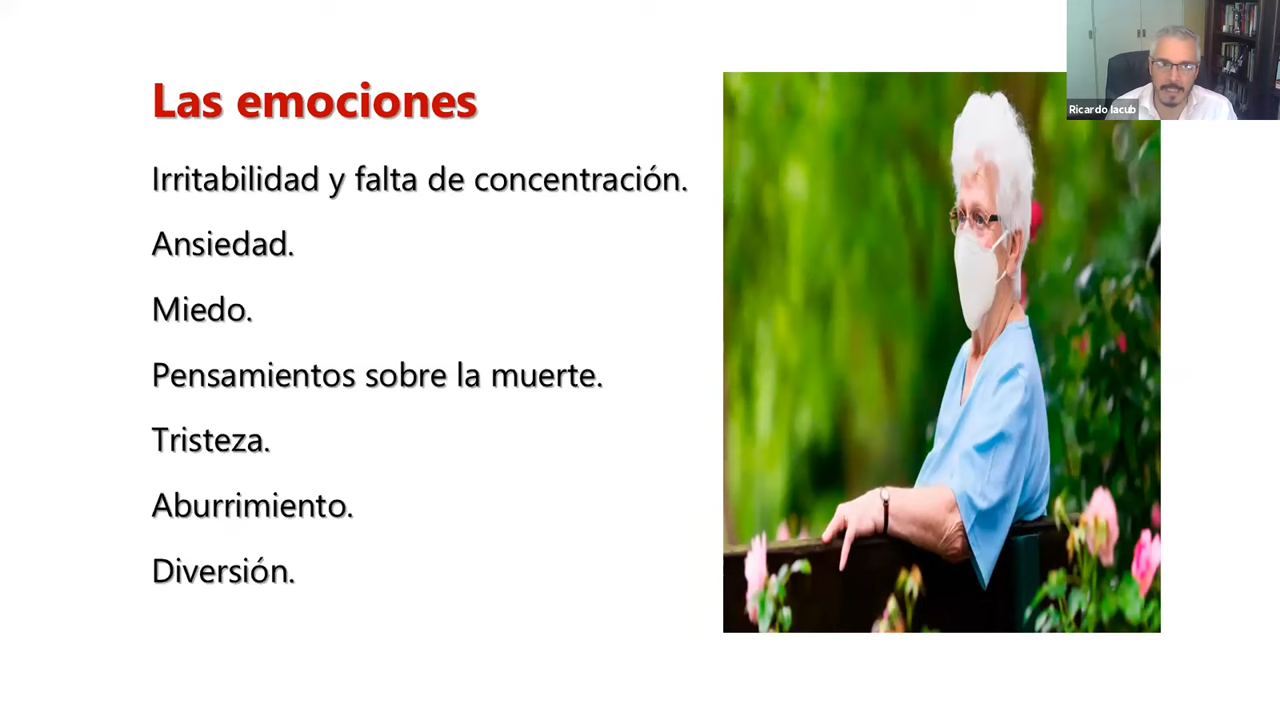 Las emociones
Irritabilidad y falta de concentración.
Ansiedad.
Miedo.
Pensamientos sobre la muerte.
Tristeza.
Aburrimiento.
Diversión.
Ricardo Iacub